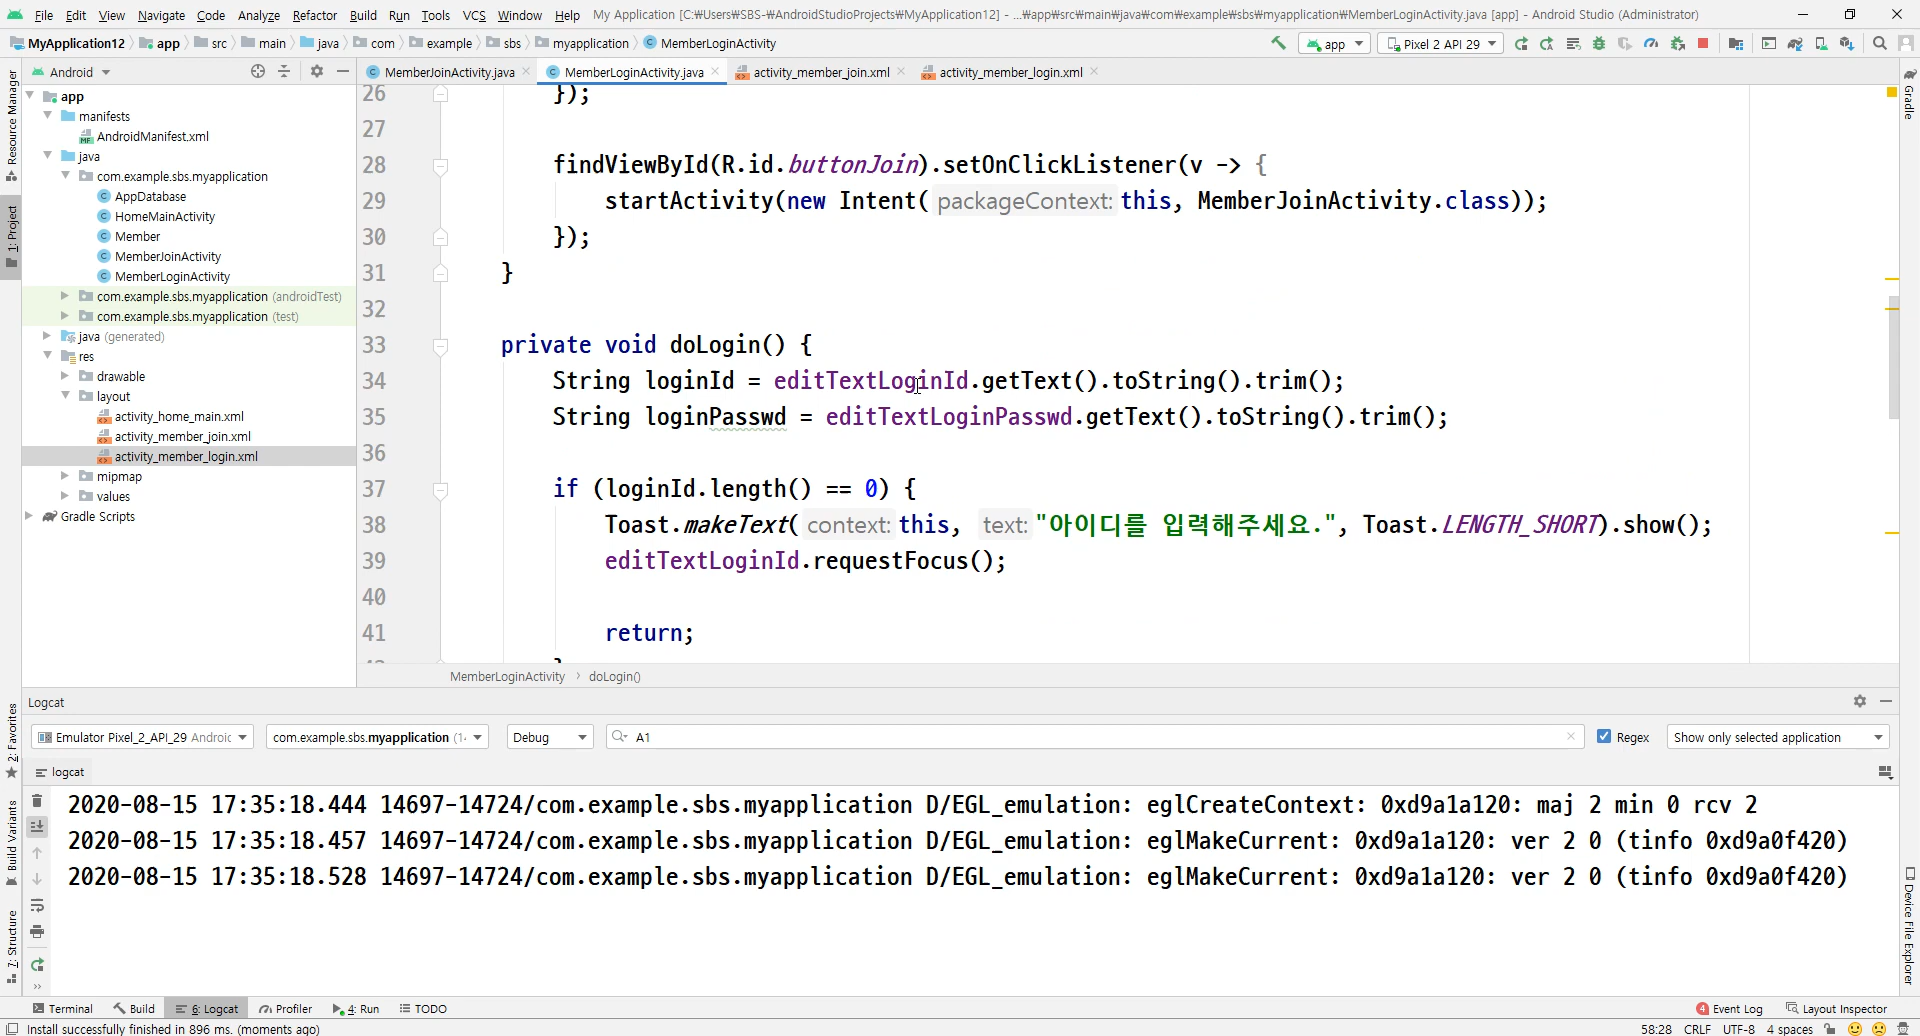 File Edit View Navigate Code Analyze Refactor Build Run Tools VCS Window Help My Application [C:₩Users₩SBS-₩AndroidStudioProjects₩MyApplication12] - ...₩app₩src₩main₩java₩com₩example₩sbs₩myapplication₩MemberLoginActivity.java [app] - Android Studio (Administrator)
MyApplication12 app src main java com example sbs myapplication MemberLoginActivity app Pixel 2 API 29
Android
MemberJoinActivity.java MemberLoginActivity.java activity_member_join.xml activity_member_login.xml
Resource Manager
1: Project
2: Favorites
Build Variants
7: Structure
Gradle
Device File Explorer
app
manifests
AndroidManifest.xml
java
com.example.sbs.myapplication
AppDatabase
HomeMainActivity
Member
MemberJoinActivity
MemberLoginActivity
com.example.sbs.myapplication (androidTest)
com.example.sbs.myapplication (test)
java (generated)
res
drawable
layout
activity_home_main.xml
activity_member_join.xml
activity_member_login.xml
mipmap
values
Gradle Scripts
26 });
27
28 findViewById(R.id.buttonJoin).setOnClickListener(v -> {
29 startActivity(new Intent( packageContext: this, MemberJoinActivity.class));
30 });
31 }
32
33 private void doLogin() {
34 String loginId = editTextLoginId.getText().toString().trim();
35 String loginPasswd = editTextLoginPasswd.getText().toString().trim();
36
37 if (loginId.length() == 0) {
38 Toast.makeText( context: this, text: "아이디를 입력해주세요.", Toast.LENGTH_SHORT).show();
39 editTextLoginId.requestFocus();
40
41 return;
MemberLoginActivity › doLogin()
Logcat
Emulator Pixel_2_API_29 Androic com.example.sbs.myapplication (1. Debug A1 Regex Show only selected application
logcat
2020-08-15 17:35:18.444 14697-14724/com.example.sbs.myapplication D/EGL_emulation: eglCreateContext: 0xd9a1a120: maj 2 min 0 rcv 2
2020-08-15 17:35:18.457 14697-14724/com.example.sbs.myapplication D/EGL_emulation: eglMakeCurrent: 0xd9a1a120: ver 2 0 (tinfo 0xd9a0f420)
2020-08-15 17:35:18.528 14697-14724/com.example.sbs.myapplication D/EGL_emulation: eglMakeCurrent: 0xd9a1a120: ver 2 0 (tinfo 0xd9a0f420)
Terminal Build 6: Logcat Profiler 4: Run TODO 4 Event Log Layout Inspector
Install successfully finished in 896 ms. (moments ago) 58:28 CRLF UTF-8 4 spaces